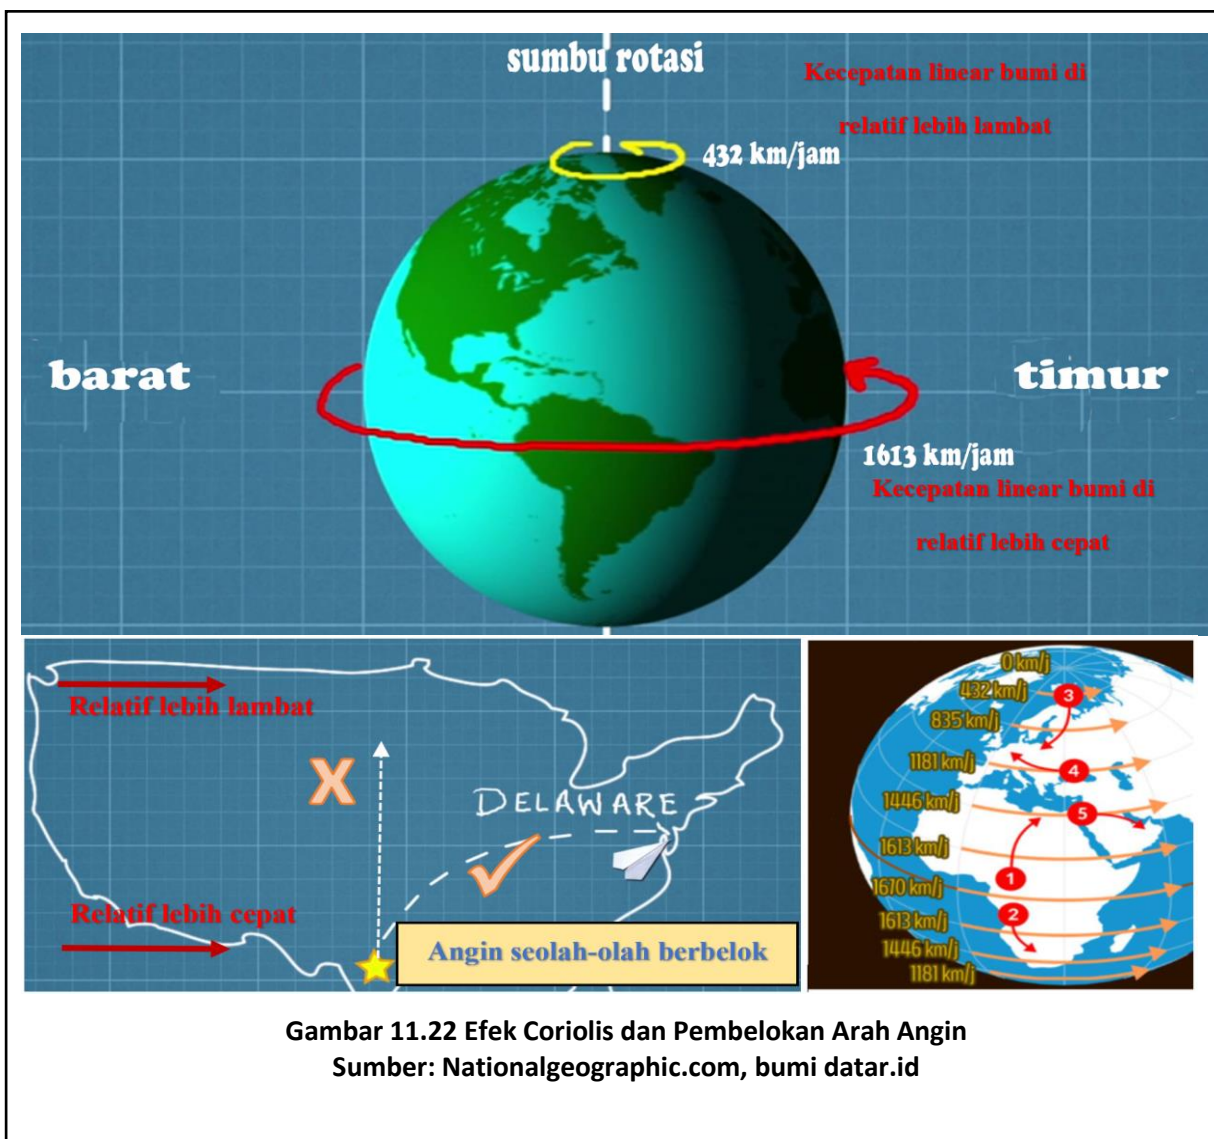 sumbu rotasi
Kecepatan linear bumi di
relatif lebih lambat
432 km/jam
barat
timur
1613 km/jam
Kecepatan linear bumi di
relatif lebih cepat
Relatif lebih lambat
X
DELAWARE
Relatif lebih cepat
Angin seolah-olah berbelok
0 km/j
432 km/j
3
835 km/j
1181 km/j
4
1446 km/j
5
1613 km/j
1
1670 km/j
2
1613 km/j
1446 km/j
1181 km/j
Gambar 11.22 Efek Coriolis dan Pembelokan Arah Angin
Sumber: Nationalgeographic.com, bumi datar.id